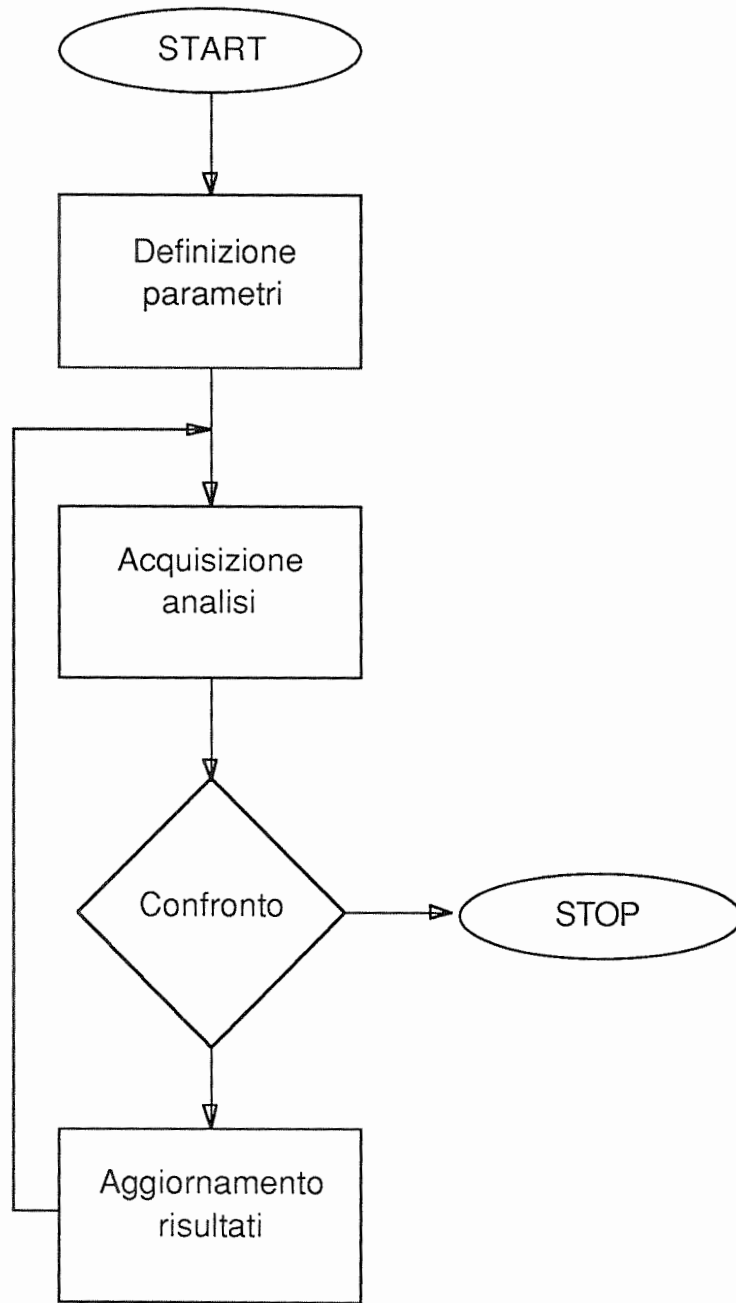 START
Definizione
parametri
Acquisizione
analisi
Confronto
STOP
Aggiornamento
risultati